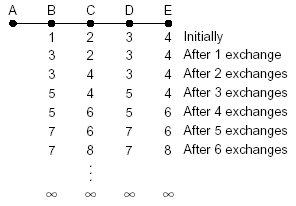 A B C D E
1 2 3 4 Initially
3 2 3 4 After 1 exchange
3 4 3 4 After 2 exchanges
5 4 5 4 After 3 exchanges
5 6 5 6 After 4 exchanges
7 6 7 6 After 5 exchanges
7 8 7 8 After 6 exchanges
⋮
∞ ∞ ∞ ∞